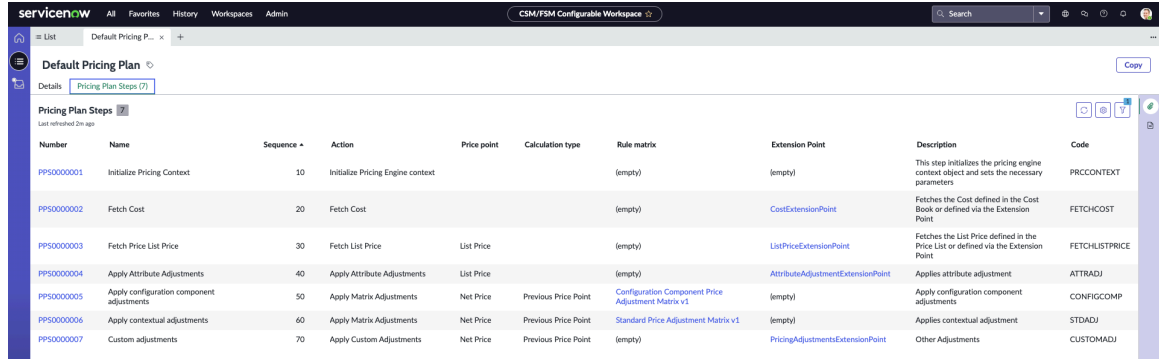 servicenow All Favorites History Workspaces Admin CSM/FSM Configurable Workspace ☆ Search
List Default Pricing P... × +
Default Pricing Plan Copy
Details Pricing Plan Steps (7)
Pricing Plan Steps 7 1
Last refreshed 2m ago
Number Name Sequence Action Price point Calculation type Rule matrix Extension Point Description Code
PPS0000001 Initialize Pricing Context 10 Initialize Pricing Engine context (empty) (empty) This step initializes the pricing engine context object and sets the necessary parameters PRCCONTEXT
PPS0000002 Fetch Cost 20 Fetch Cost (empty) CostExtensionPoint Fetches the Cost defined in the Cost Book or defined via the Extension Point FETCHCOST
PPS0000003 Fetch Price List Price 30 Fetch List Price List Price (empty) ListPriceExtensionPoint Fetches the List Price defined in the Price List or defined via the Extension Point FETCHLISTPRICE
PPS0000004 Apply Attribute Adjustments 40 Apply Attribute Adjustments List Price (empty) AttributeAdjustmentExtensionPoint Applies attribute adjustment ATTRADJ
PPS0000005 Apply configuration component adjustments 50 Apply Matrix Adjustments Net Price Previous Price Point Configuration Component Price Adjustment Matrix v1 (empty) Apply configuration component adjustments CONFIGCOMP
PPS0000006 Apply contextual adjustments 60 Apply Matrix Adjustments Net Price Previous Price Point Standard Price Adjustment Matrix v1 (empty) Applies contextual adjustment STDADJ
PPS0000007 Custom adjustments 70 Apply Custom Adjustments Net Price Previous Price Point (empty) PricingAdjustmentsExtensionPoint Other Adjustments CUSTOMADJ